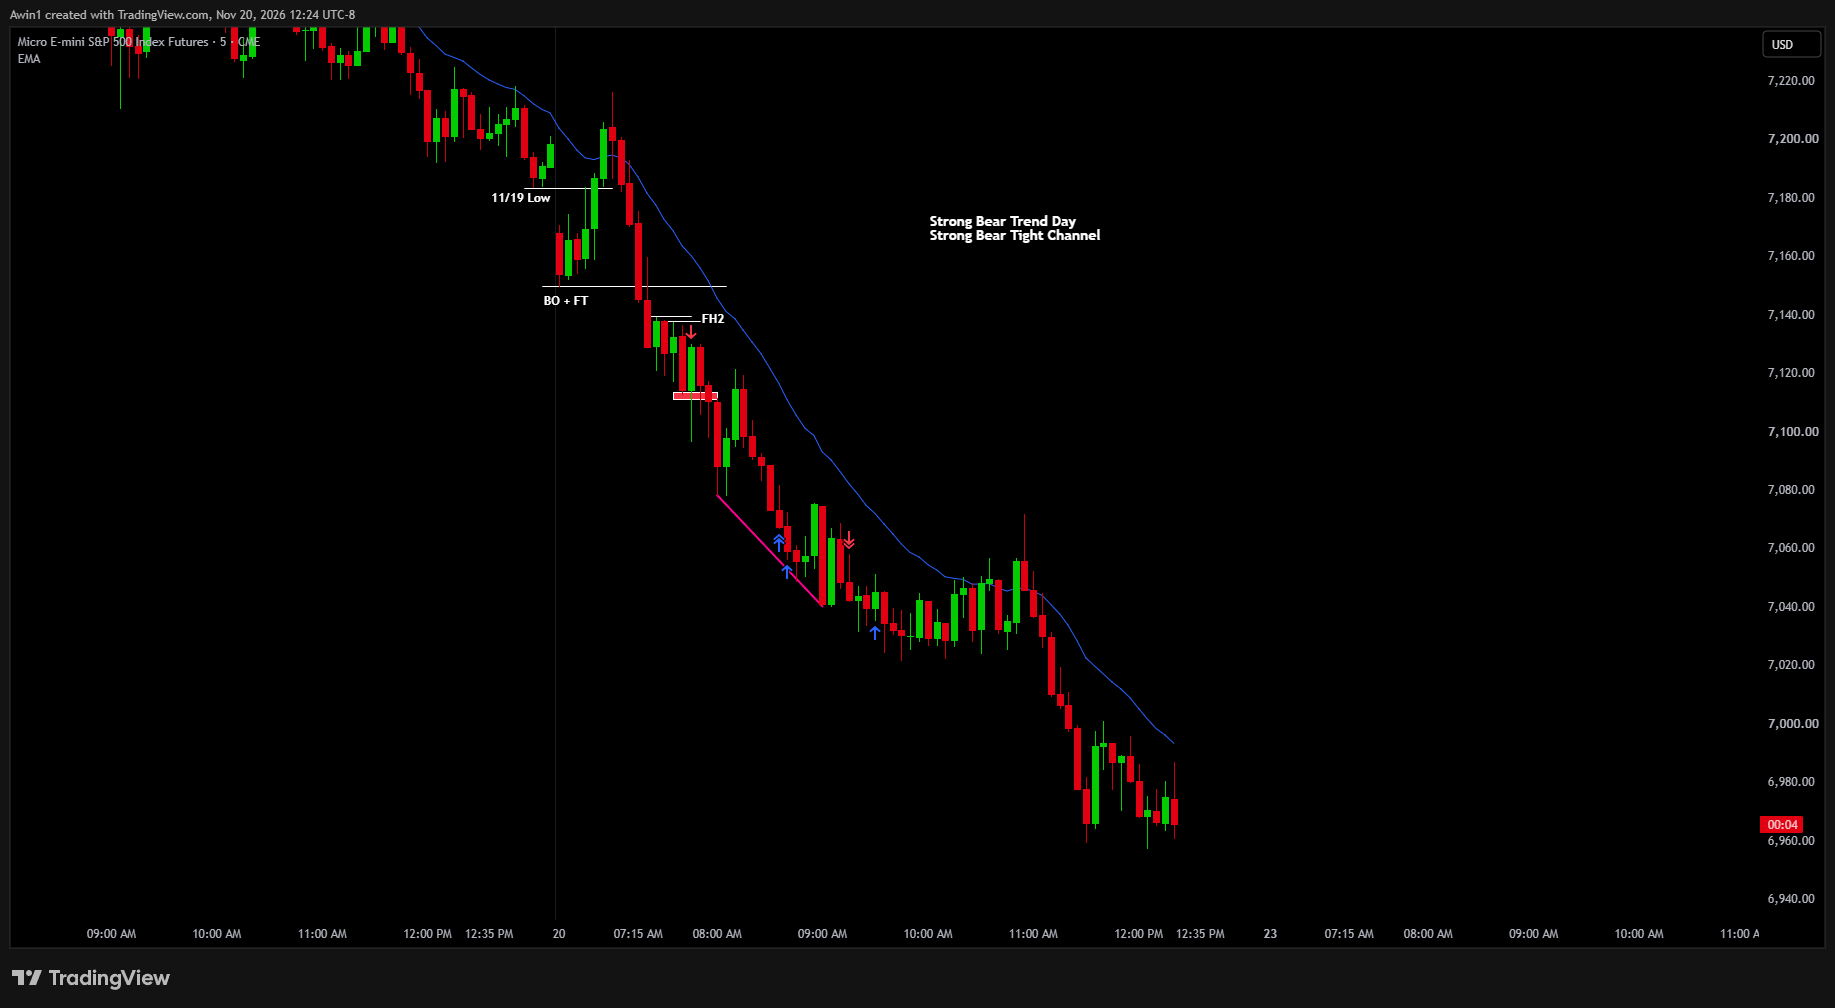 Awin1 created with TradingView.com, Nov 20, 2026 12:24 UTC-8
Micro E-mini S&P 500 Index Futures · 5 · CME
EMA
USD
7,220.00
7,200.00
7,180.00
7,160.00
7,140.00
7,120.00
7,100.00
7,080.00
7,060.00
7,040.00
7,020.00
7,000.00
6,980.00
00:04
6,960.00
6,940.00
11/19 Low
Strong Bear Trend Day
Strong Bear Tight Channel
BO + FT
FH2
09:00 AM 10:00 AM 11:00 AM 12:00 PM 12:35 PM 20 07:15 AM 08:00 AM 09:00 AM 10:00 AM 11:00 AM 12:00 PM 12:35 PM 23 07:15 AM 08:00 AM 09:00 AM 10:00 AM 11:00 A
TradingView